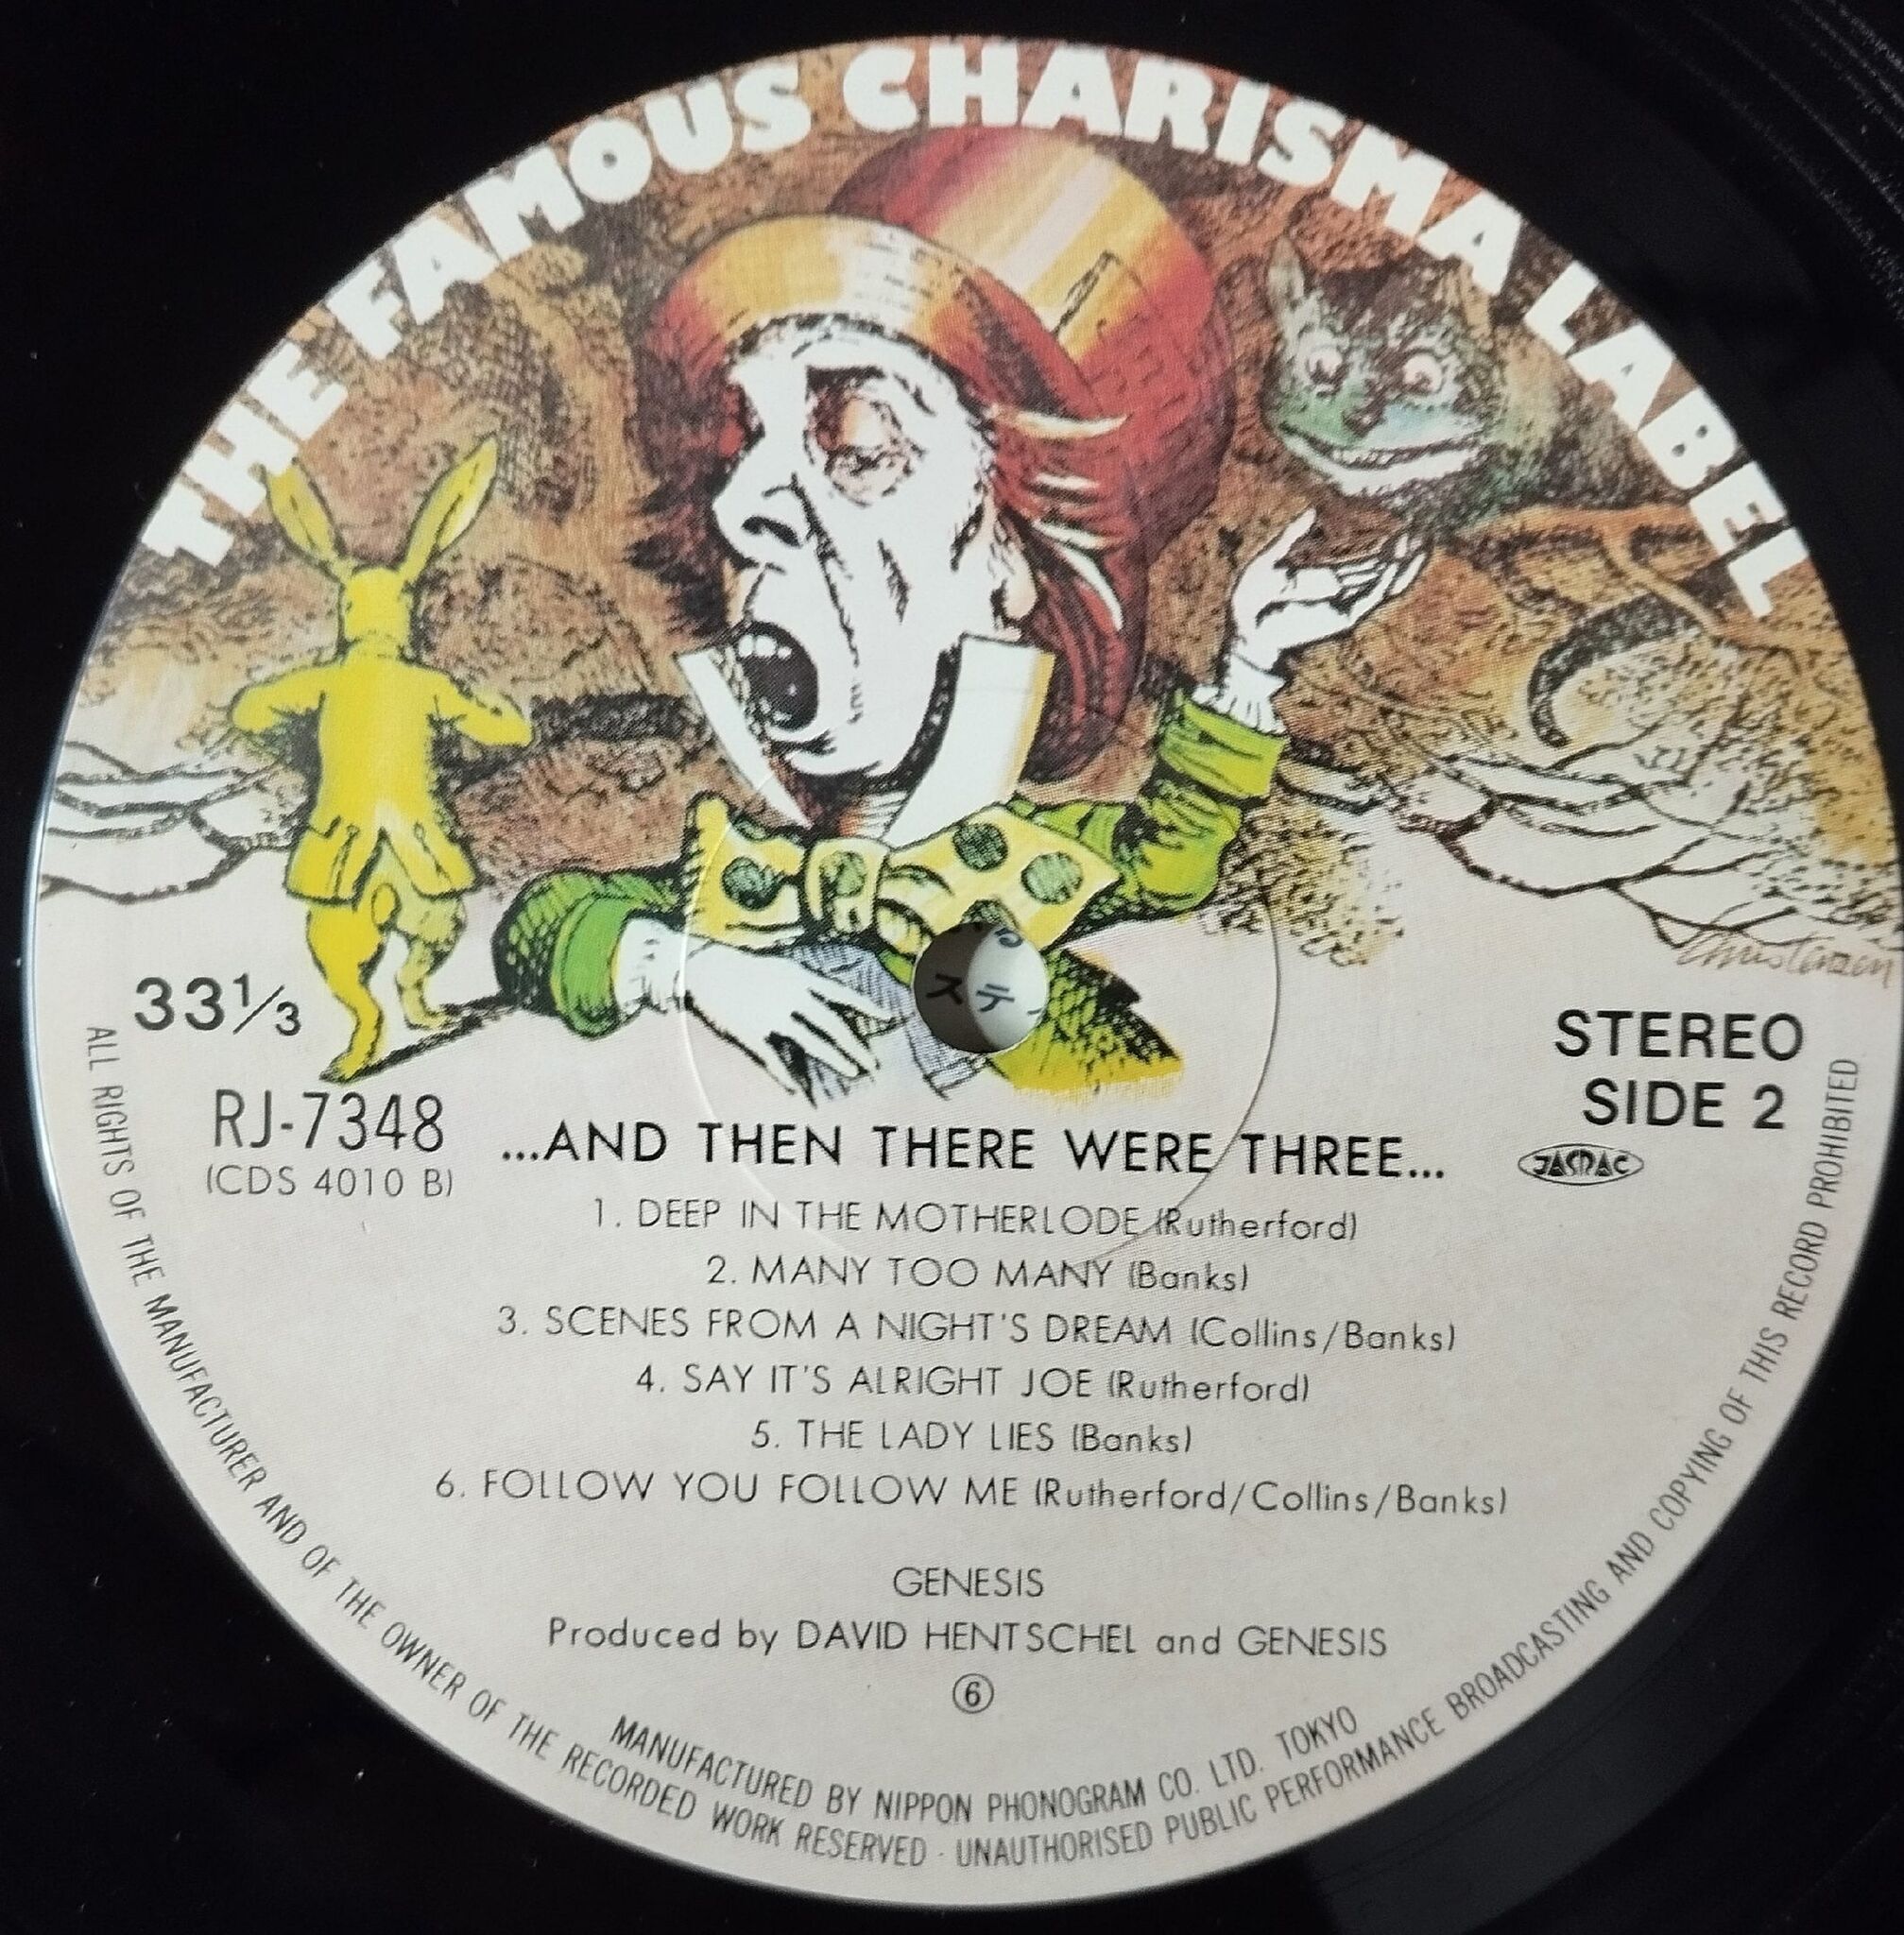 THE FAMOUS CHARISMA LABEL
33⅓
STEREO
SIDE 2
RJ-7348
(CDS 4010 B)
JASRAC
...AND THEN THERE WERE THREE...
1. DEEP IN THE MOTHERLODE (Rutherford)
2. MANY TOO MANY (Banks)
3. SCENES FROM A NIGHT'S DREAM (Collins/Banks)
4. SAY IT'S ALRIGHT JOE (Rutherford)
5. THE LADY LIES (Banks)
6. FOLLOW YOU FOLLOW ME (Rutherford/Collins/Banks)
GENESIS
Produced by DAVID HENTSCHEL and GENESIS
⑥
MANUFACTURED BY NIPPON PHONOGRAM CO. LTD. TOKYO
ALL RIGHTS OF THE MANUFACTURER AND OF THE OWNER OF THE RECORDED WORK RESERVED · UNAUTHORISED PUBLIC PERFORMANCE BROADCASTING AND COPYING OF THIS RECORD PROHIBITED
ステ